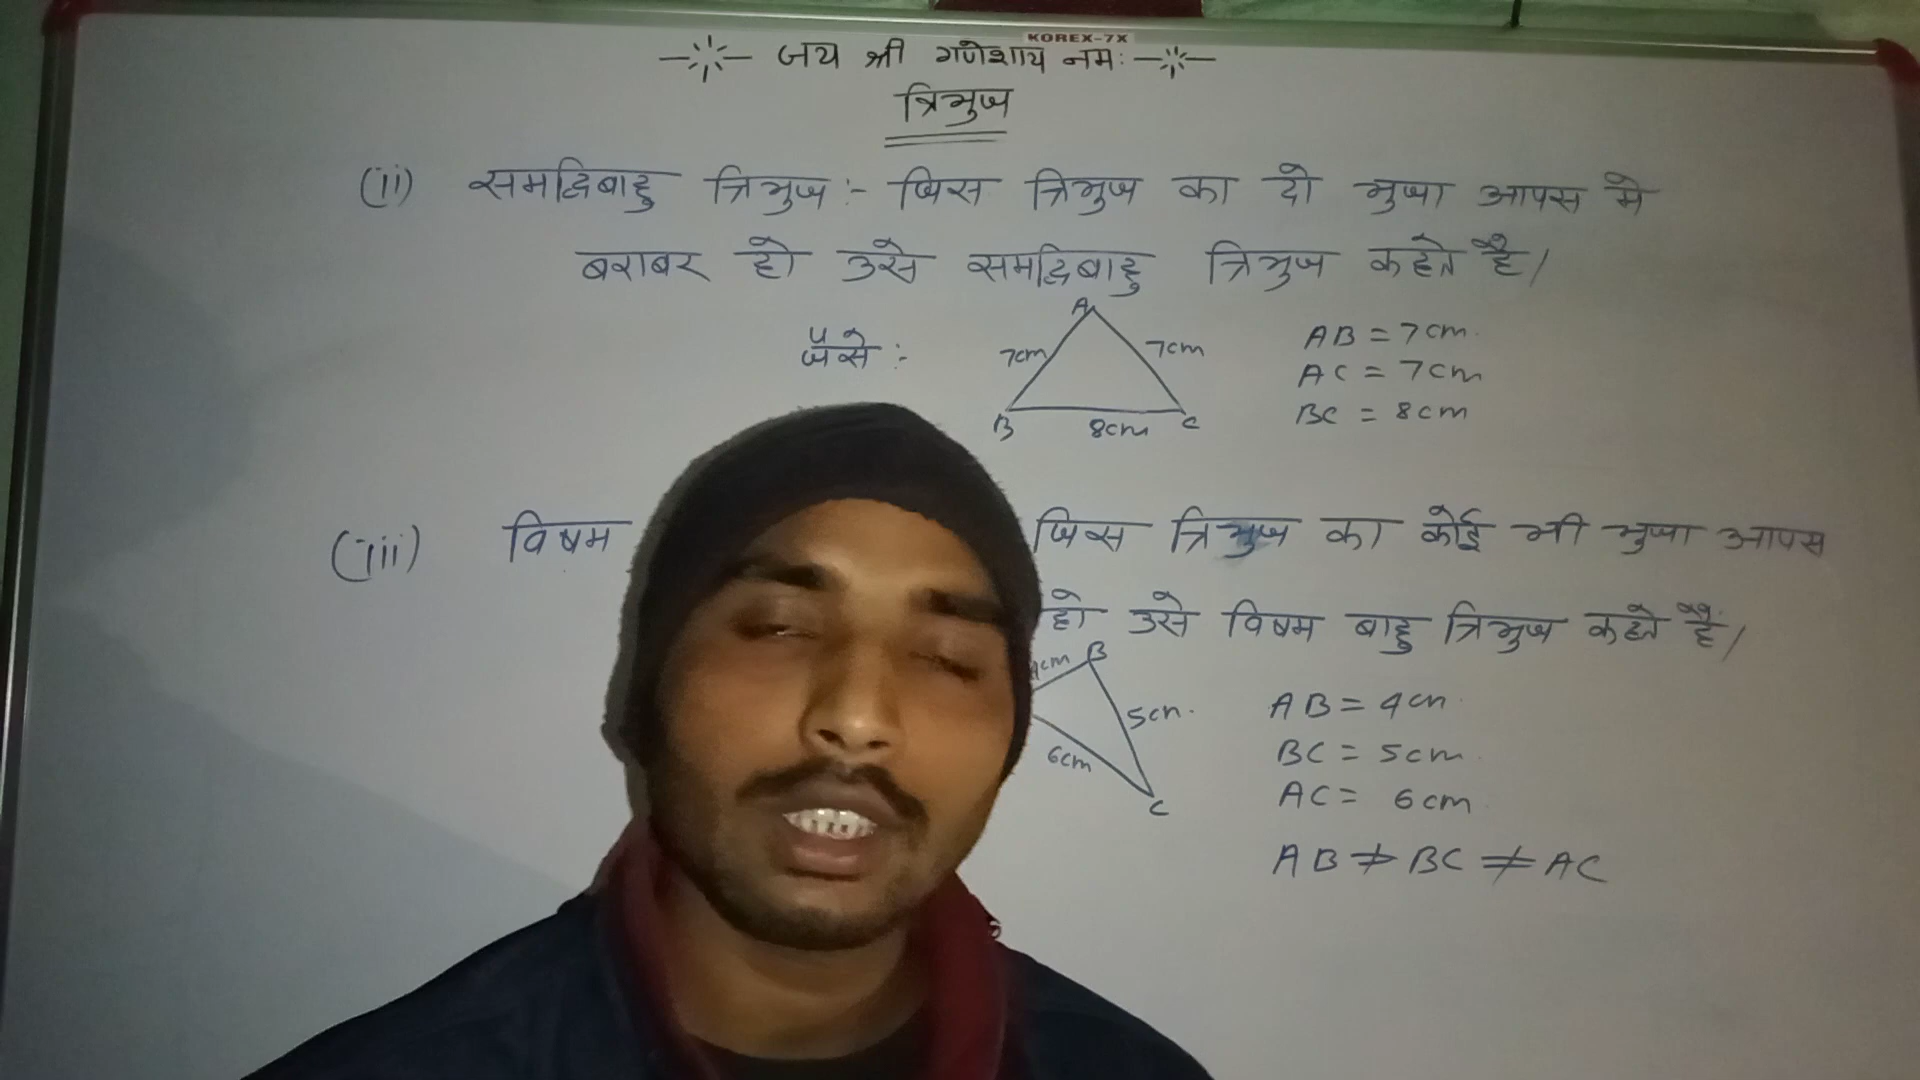 KOREX-7X
जय श्री गणेशाय नमः
त्रिभुज
(ii) समद्विबाहु त्रिभुज :- जिस त्रिभुज का दो भुजा आपस मे
बराबर हो उसे समद्विबाहु त्रिभुज कहते है।
जैसे :-
A
7cm 7cm
B 8cm C
AB = 7cm.
AC = 7cm
BC = 8cm
(iii) विषम जिस त्रिभुज का कोई भी भुजा आपस
हो उसे विषम बाहु त्रिभुज कहते है।
4cm B
5cm.
6cm
C
AB = 4cm.
BC = 5cm.
AC = 6cm.
AB ≠ BC ≠ AC